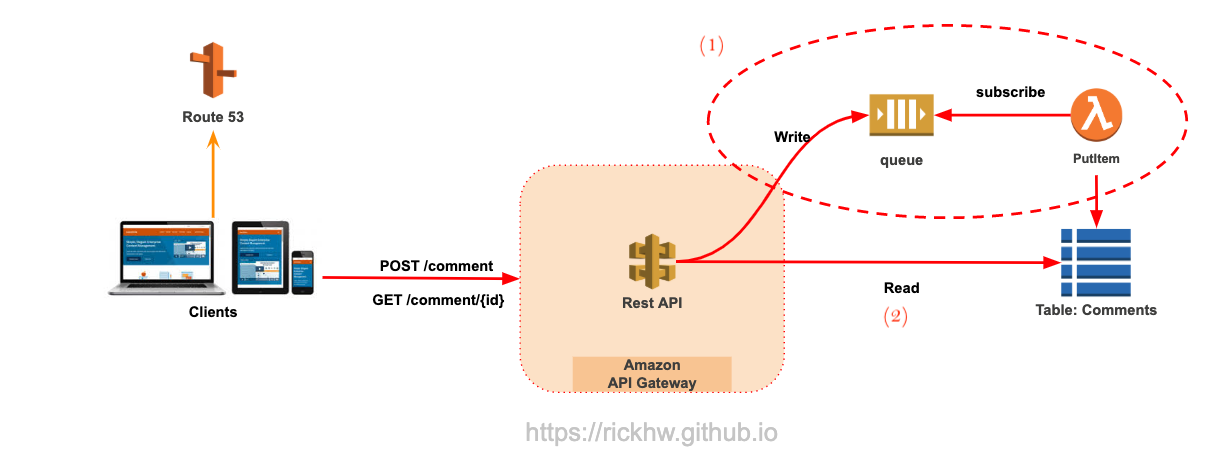 (1)
Route 53
subscribe
Write
queue
PutItem
POST /comment
GET /comment/{id}
Clients
Rest API
Read
(2)
Table: Comments
Amazon
API Gateway
https://rickhw.github.io